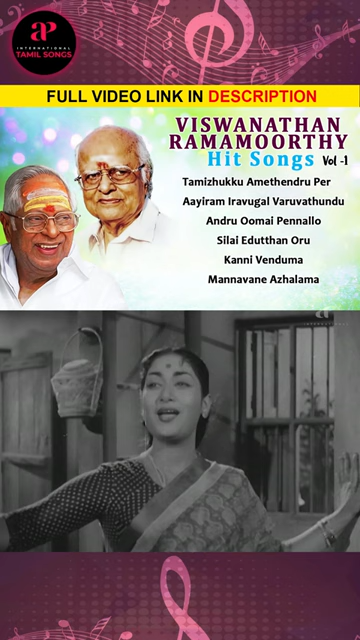 ap
INTERNATIONAL
TAMIL SONGS
FULL VIDEO LINK IN DESCRIPTION
VISWANATHAN
RAMAMOORTHY
Hit Songs Vol -1
Tamizhukku Amethendru Per
Aayiram Iravugal Varuvathundu
Andru Oomai Pennallo
Silai Edutthan Oru
Kanni Venduma
Mannavane Azhalama